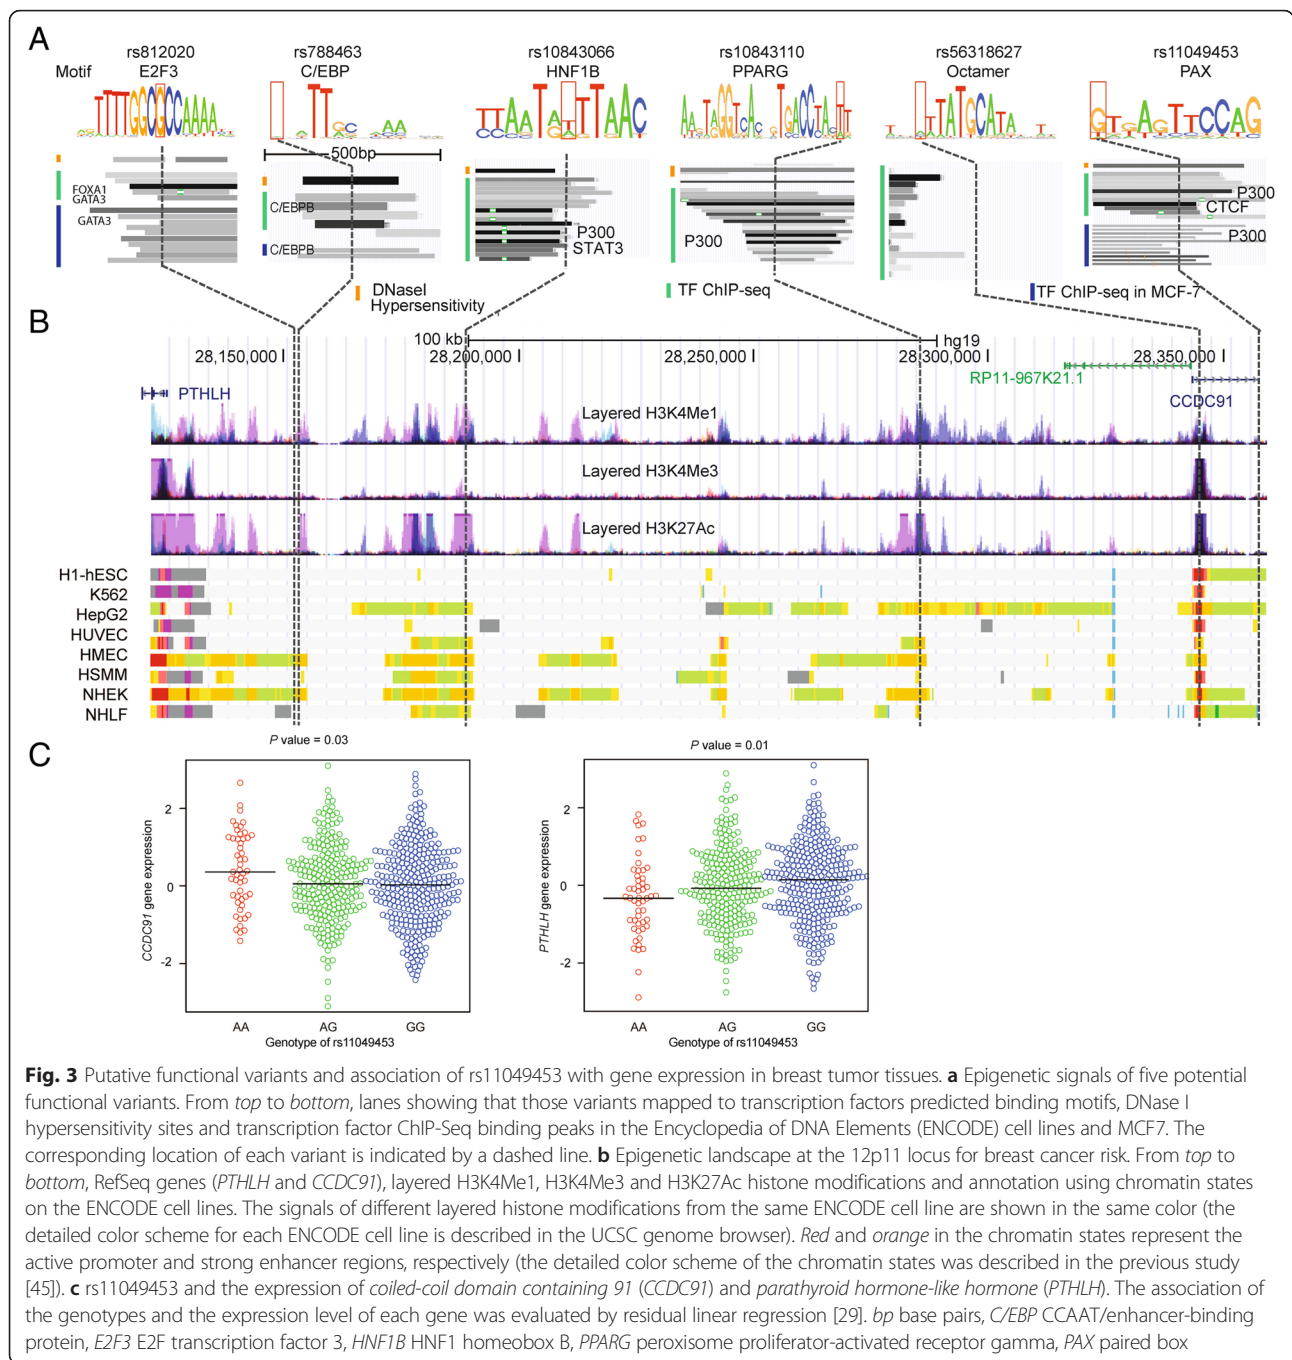 A
rs812020 rs788463 rs10843066 rs10843110 rs56318627 rs11049453
Motif E2F3 C/EBP HNF1B PPARG Octamer PAX
500bp
FOXA1
GATA3
GATA3
C/EBPB
C/EBPB
P300
STAT3
P300
P300
CTCF
P300
DNaseI
Hypersensitivity
TF ChIP-seq
TF ChIP-seq in MCF-7
B
100 kb hg19
28,150,000 28,200,000 28,250,000 28,300,000 28,350,000
RP11-967K21.1
PTHLH
CCDC91
Layered H3K4Me1
Layered H3K4Me3
Layered H3K27Ac
H1-hESC
K562
HepG2
HUVEC
HMEC
HSMM
NHEK
NHLF
C
P value = 0.03
CCDC91 gene expression
2
0
-2
AA AG GG
Genotype of rs11049453
P value = 0.01
PTHLH gene expression
2
0
-2
AA AG GG
Genotype of rs11049453
Fig. 3 Putative functional variants and association of rs11049453 with gene expression in breast tumor tissues. a Epigenetic signals of five potential
functional variants. From top to bottom, lanes showing that those variants mapped to transcription factors predicted binding motifs, DNase I
hypersensitivity sites and transcription factor ChIP-Seq binding peaks in the Encyclopedia of DNA Elements (ENCODE) cell lines and MCF7. The
corresponding location of each variant is indicated by a dashed line. b Epigenetic landscape at the 12p11 locus for breast cancer risk. From top to
bottom, RefSeq genes (PTHLH and CCDC91), layered H3K4Me1, H3K4Me3 and H3K27Ac histone modifications and annotation using chromatin states
on the ENCODE cell lines. The signals of different layered histone modifications from the same ENCODE cell line are shown in the same color (the
detailed color scheme for each ENCODE cell line is described in the UCSC genome browser). Red and orange in the chromatin states represent the
active promoter and strong enhancer regions, respectively (the detailed color scheme of the chromatin states was described in the previous study
[45]). c rs11049453 and the expression of coiled-coil domain containing 91 (CCDC91) and parathyroid hormone-like hormone (PTHLH). The association of
the genotypes and the expression level of each gene was evaluated by residual linear regression [29]. bp base pairs, C/EBP CCAAT/enhancer-binding
protein, E2F3 E2F transcription factor 3, HNF1B HNF1 homeobox B, PPARG peroxisome proliferator-activated receptor gamma, PAX paired box